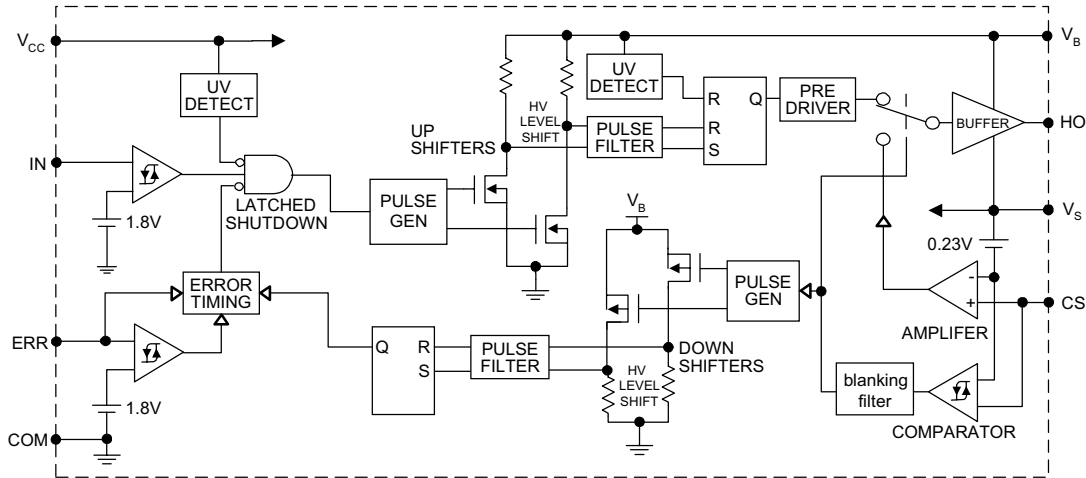 VCC
UV
DETECT
IN
1.8V
LATCHED
SHUTDOWN
ERROR
TIMING
ERR
1.8V
COM
UP
SHIFTERS
PULSE
GEN
HV
LEVEL
SHIFT
UV
DETECT
PULSE
FILTER
R
R
S
Q
PRE
DRIVER
BUFFER
VB
HO
VS
0.23V
-
+
AMPLIFER
CS
VB
PULSE
GEN
Q
R
S
PULSE
FILTER
HV
LEVEL
SHIFT
DOWN
SHIFTERS
blanking
filter
COMPARATOR